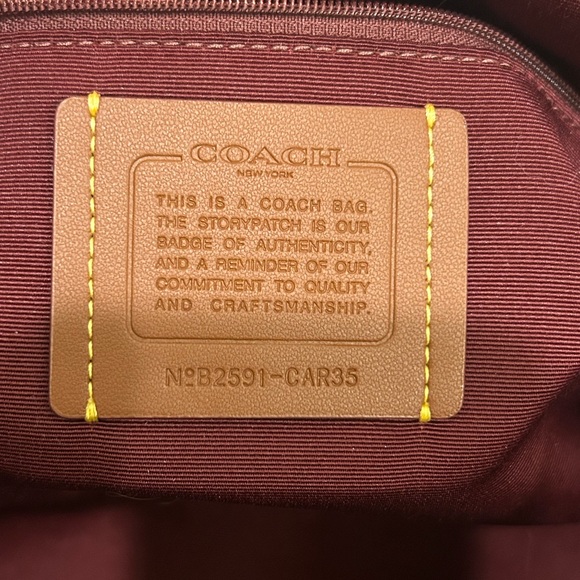 COACH
NEW YORK
THIS IS A COACH BAG.
THE STORYPATCH IS OUR
BADGE OF AUTHENTICITY,
AND A REMINDER OF OUR
COMMITMENT TO QUALITY
AND CRAFTSMANSHIP.
NºB2591-CAR35